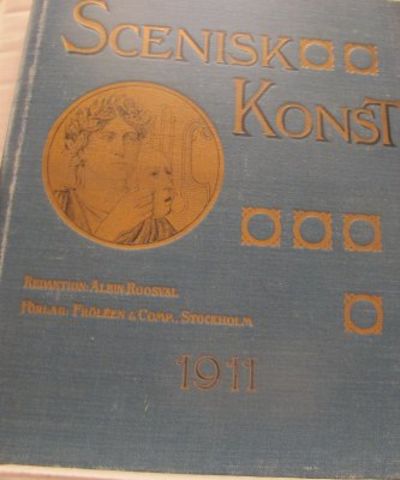 SCENISK
KONST
REDAKTION: ALBIN ROOSVAL
FÖRLAG: FRÖLÉEN & COMP., STOCKHOLM
1911